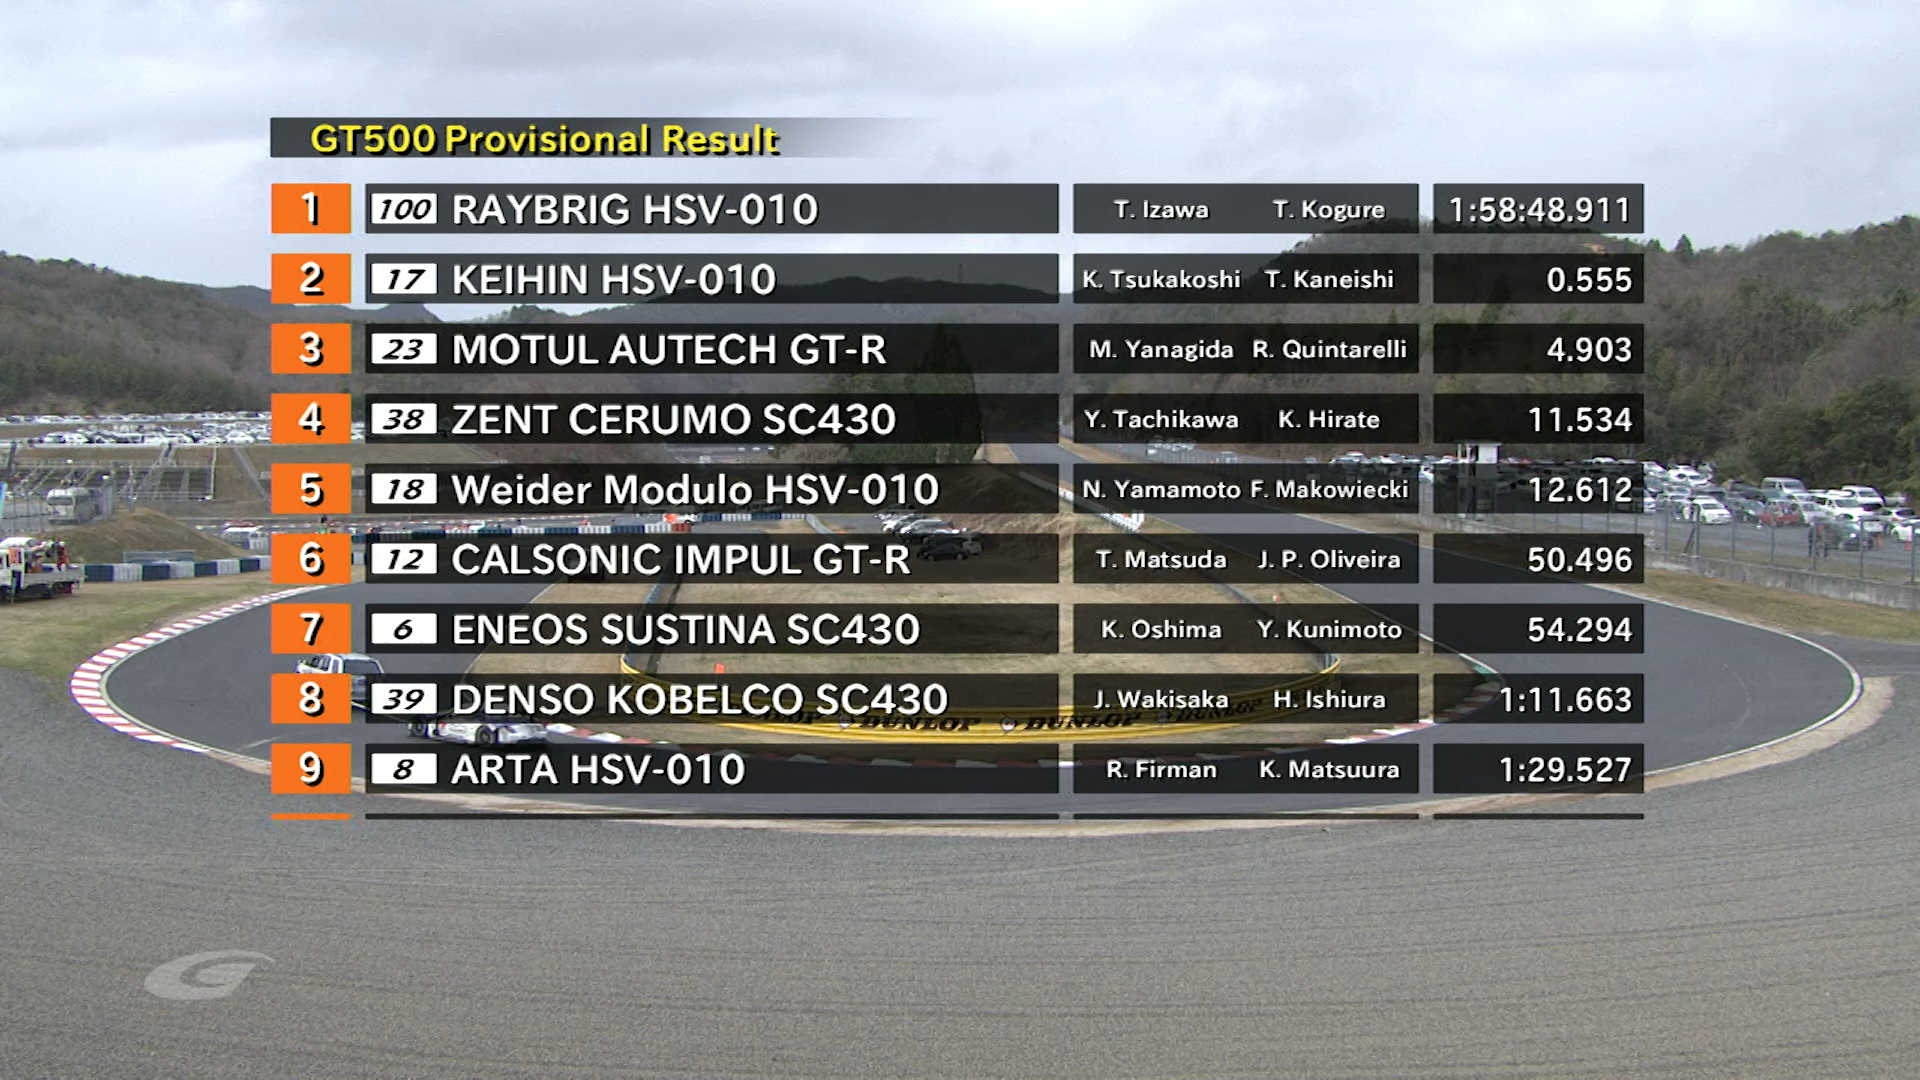 GT500 Provisional Result
1 100 RAYBRIG HSV-010 T. Izawa T. Kogure 1:58:48.911
2 17 KEIHIN HSV-010 K. Tsukakoshi T. Kaneishi 0.555
3 23 MOTUL AUTECH GT-R M. Yanagida R. Quintarelli 4.903
4 38 ZENT CERUMO SC430 Y. Tachikawa K. Hirate 11.534
5 18 Weider Modulo HSV-010 N. Yamamoto F. Makowiecki 12.612
6 12 CALSONIC IMPUL GT-R T. Matsuda J. P. Oliveira 50.496
7 6 ENEOS SUSTINA SC430 K. Oshima Y. Kunimoto 54.294
8 39 DENSO KOBELCO SC430 J. Wakisaka H. Ishiura 1:11.663
DUNLOP DUNLOP DUNLOP
9 8 ARTA HSV-010 R. Firman K. Matsuura 1:29.527